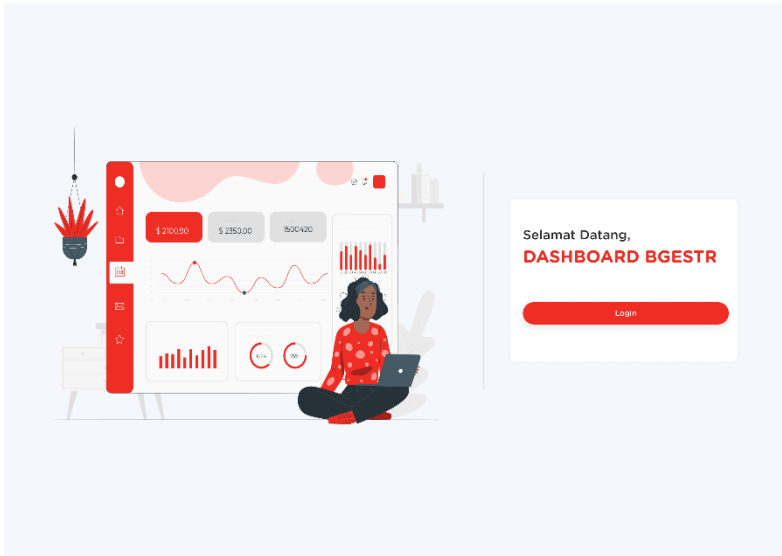 $ 2100,90
$ 2350,00
1500420
Selamat Datang,
DASHBOARD BGESTR
Login